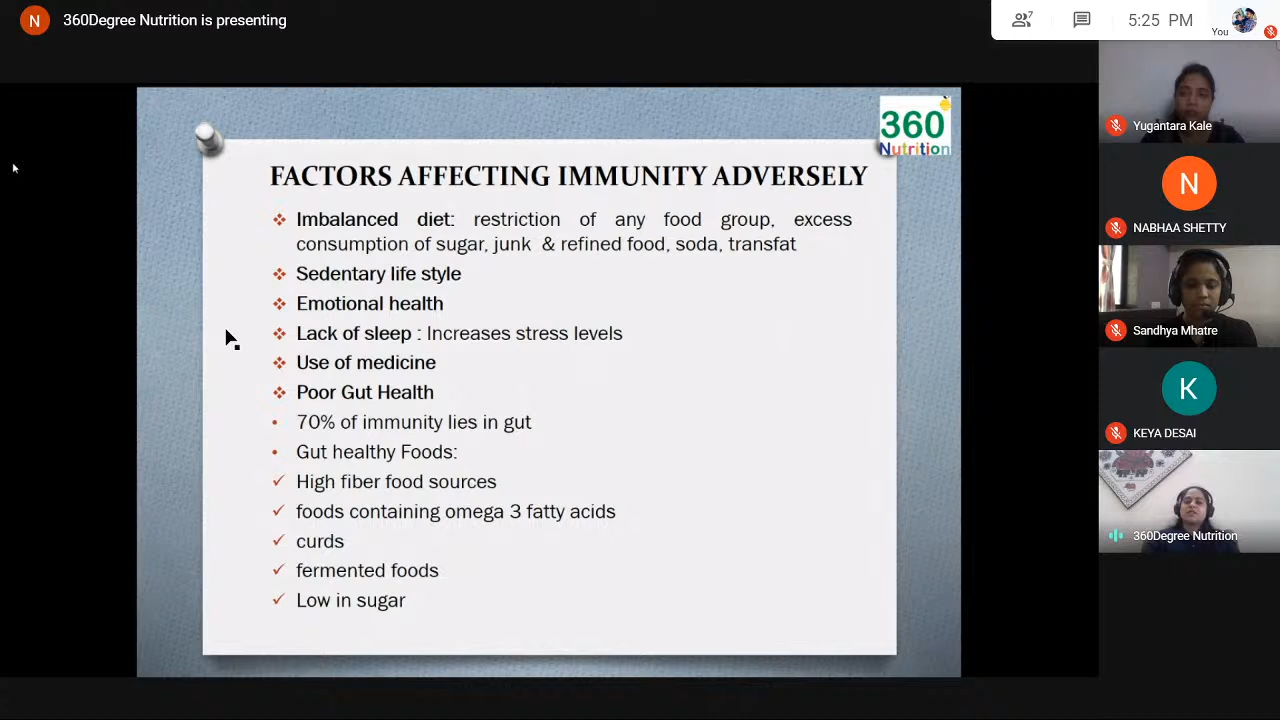 N 360Degree Nutrition is presenting
7
5:25 PM
You
360
Nutrition
FACTORS AFFECTING IMMUNITY ADVERSELY
Imbalanced diet: restriction of any food group, excess
consumption of sugar, junk & refined food, soda, transfat
Sedentary life style
Emotional health
Lack of sleep : Increases stress levels
Use of medicine
Poor Gut Health
70% of immunity lies in gut
Gut healthy Foods:
High fiber food sources
foods containing omega 3 fatty acids
curds
fermented foods
Low in sugar
Yugantara Kale
N
NABHAA SHETTY
Sandhya Mhatre
K
KEYA DESAI
360Degree Nutrition